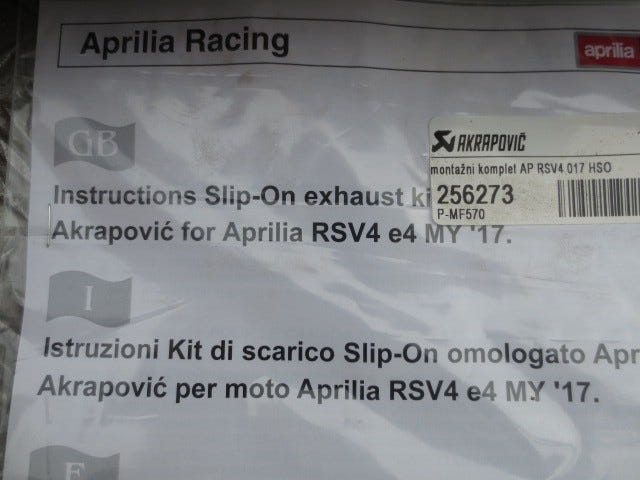 Aprilia Racing
aprilia
GB
AKRAPOVIČ
montažni komplet AP RSV4 017 HSO
256273
P-MF570
Instructions Slip-On exhaust ki
Akrapović for Aprilia RSV4 e4 MY '17.
I
Istruzioni Kit di scarico Slip-On omologato Apr
Akrapović per moto Aprilia RSV4 e4 MY '17.